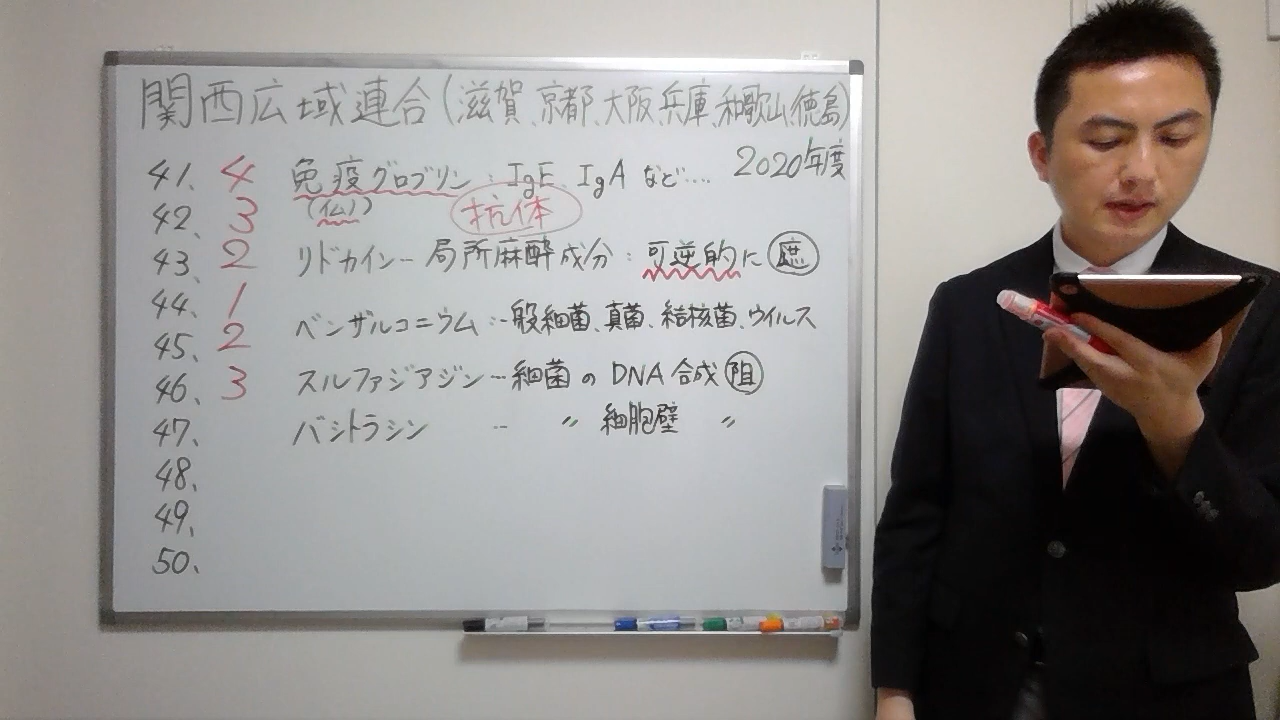 関西広域連合(滋賀、京都、大阪、兵庫、和歌山、徳島)
2020年度
41、4 免疫グロブリン：IgE、IgAなど....
42、3 (イムノ) 抗体
43、2 リドカイン…局所麻酔成分：可逆的に遮
44、1
45、2 ベンザルコニウム…一般細菌、真菌、結核菌、ウイルス
46、3 スルファジアジン…細菌のDNA合成阻
47、 バシトラシン … 〃 細胞壁 〃
48、
49、
50、